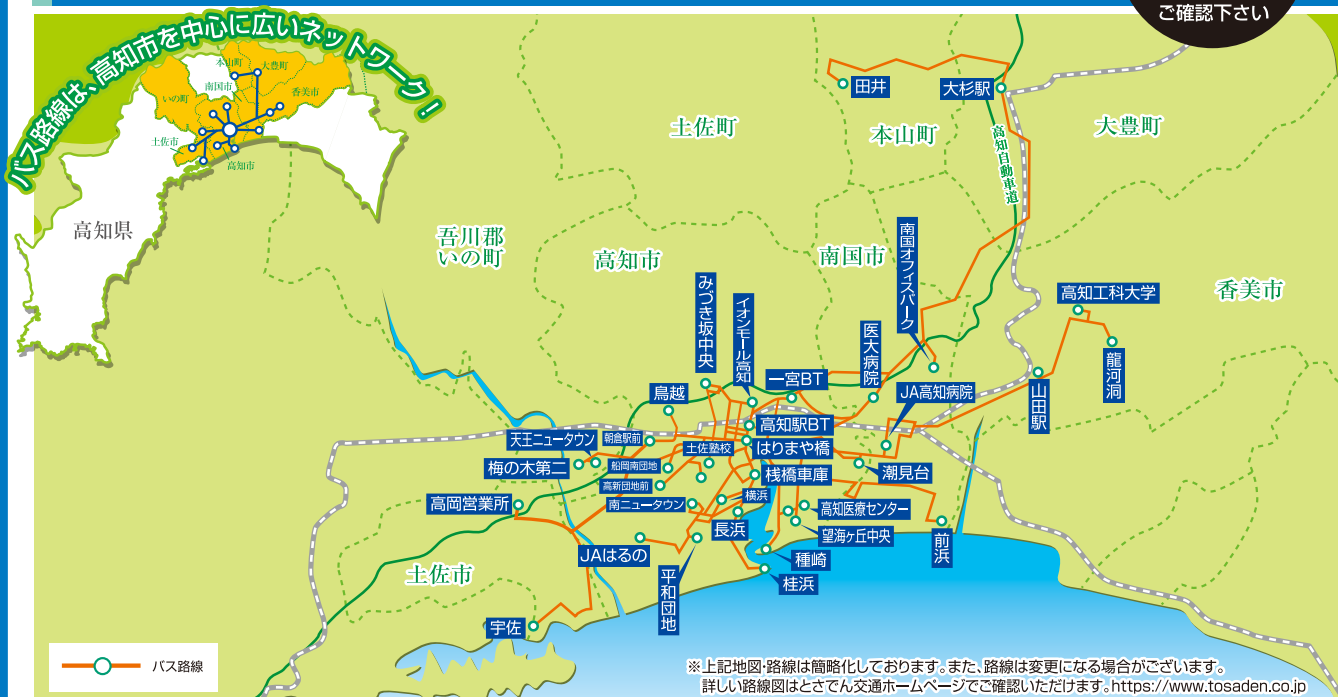 ご確認下さい
バス路線は、高知市を中心に広いネットワーク!
本山町
大豊町
南国市
いの町
香美市
土佐市
高知市
高知県
田井
大杉駅
土佐町
本山町
大豊町
高知自動車道
吾川郡
いの町
高知市
南国市
南国オフィスパーク
香美市
高知工科大学
みづき坂中央
イオンモール高知
医大病院
龍河洞
一宮BT
鳥越
JA高知病院
山田駅
高知駅BT
天王ニュータウン
朝倉駅前
土佐塾校
はりまや橋
梅の木第二
船岡南団地
桟橋車庫
潮見台
高新団地前
高岡営業所
南ニュータウン
横浜
高知医療センター
長浜
望海ヶ丘中央
前浜
JAはるの
種崎
土佐市
平和団地
桂浜
宇佐
バス路線
※上記地図・路線は簡略化しております。また、路線は変更になる場合がございます。
詳しい路線図はとさでん交通ホームページでご確認いただけます。https://www.tosaden.co.jp